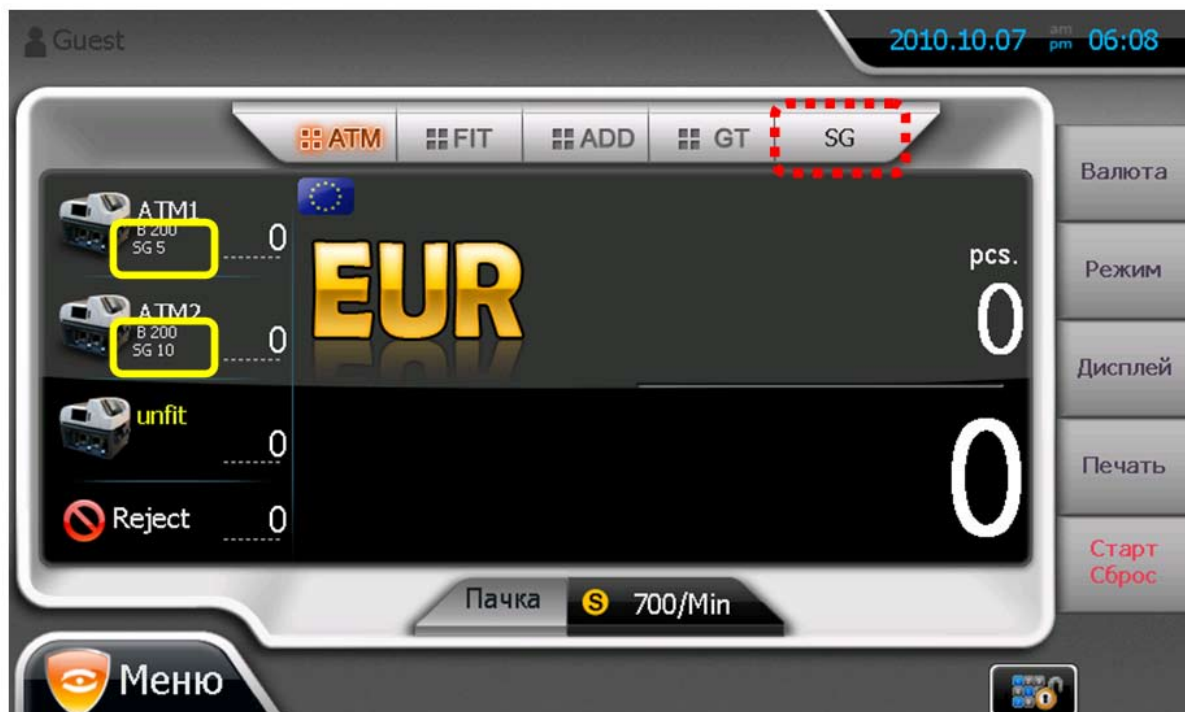 Guest
2010.10.07 am pm 06:08
ATM FIT ADD GT SG
Валюта
ATM1
B 200
SG 5
0
EUR
pcs.
0
Режим
ATM2
B 200
SG 10
0
Дисплей
unfit
0
0
Печать
Reject 0
Старт
Сброс
Пачка S 700/Min
Меню